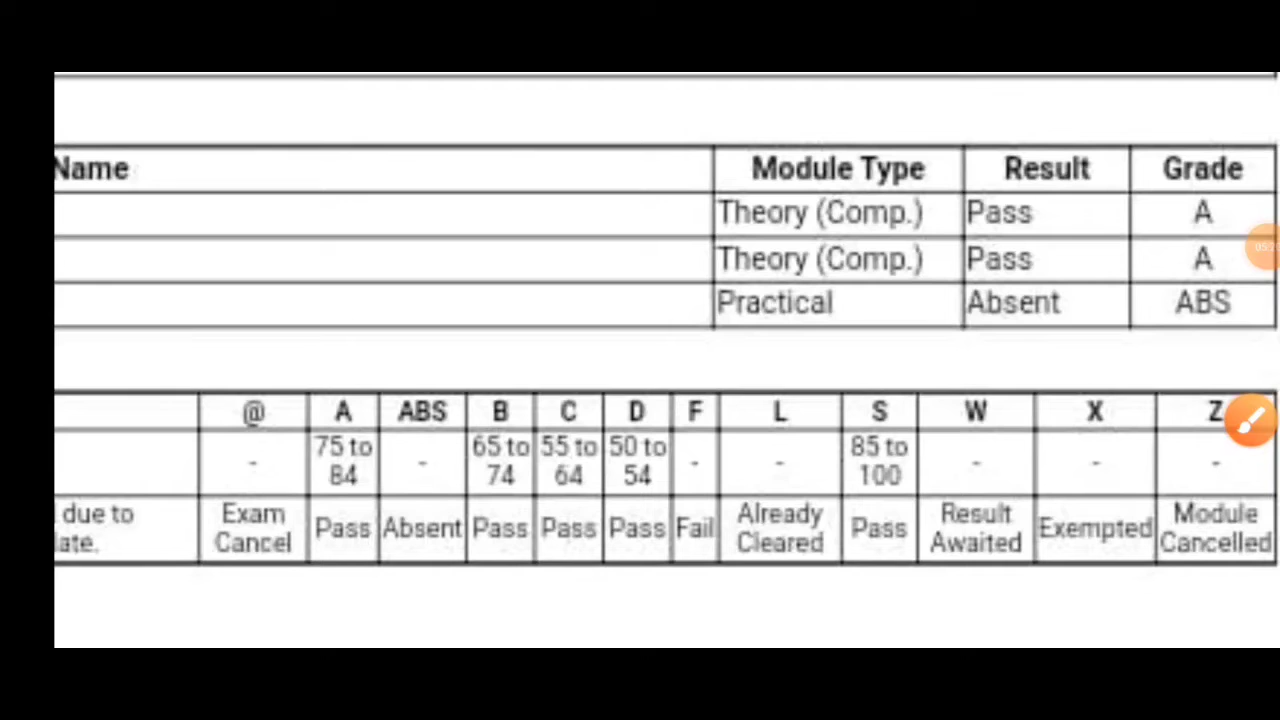 Name Module Type Result Grade
Theory (Comp.) Pass A
Theory (Comp.) Pass A
Practical Absent ABS
@ A ABS B C D F L S W X Z
- 75 to 84 - 65 to 74 55 to 64 50 to 54 - - 85 to 100 - - -
due to Exam Cancel Pass Absent Pass Pass Pass Fail Already Cleared Pass Result Awaited Exempted Module Cancelled